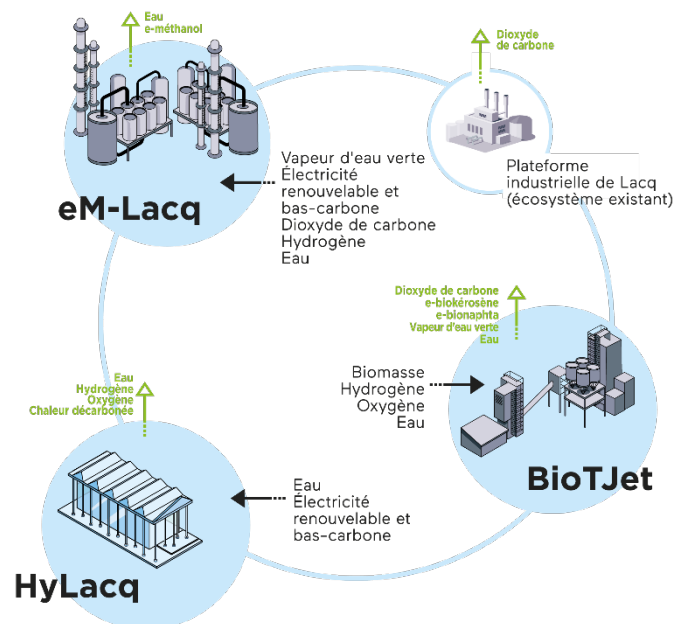 Eau
e-méthanol
eM-Lacq
Vapeur d'eau verte
Électricité
renouvelable et
bas-carbone
Dioxyde de carbone
Hydrogène
Eau
Dioxyde
de carbone
Plateforme
industrielle de Lacq
(écosystème existant)
Dioxyde de carbone
e-biokérosène
e-bionaphta
Vapeur d'eau verte
Eau
Biomasse
Hydrogène
Oxygène
Eau
BioTJet
Eau
Hydrogène
Oxygène
Chaleur décarbonée
Eau
Électricité
renouvelable et
bas-carbone
HyLacq